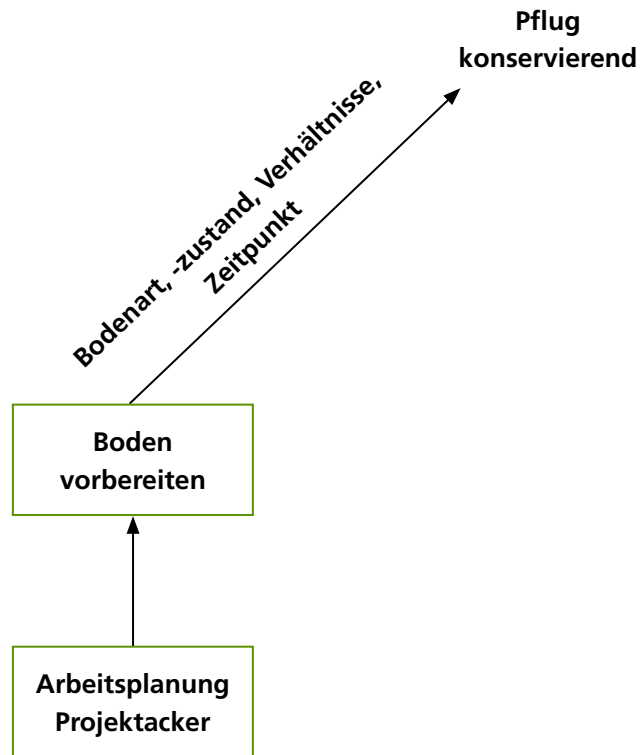 Pflug
konservierend
Bodenart, -zustand, Verhältnisse,
Zeitpunkt
Boden
vorbereiten
Arbeitsplanung
Projektacker